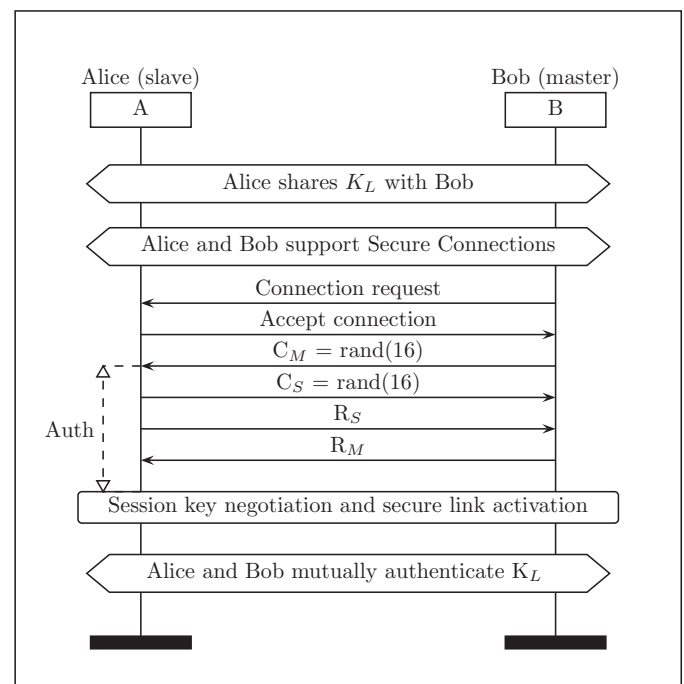 Alice (slave) Bob (master)
A B
Alice shares K_L with Bob
Alice and Bob support Secure Connections
Connection request
Accept connection
C_M = rand(16)
C_S = rand(16)
R_S
Auth
R_M
Session key negotiation and secure link activation
Alice and Bob mutually authenticate K_L